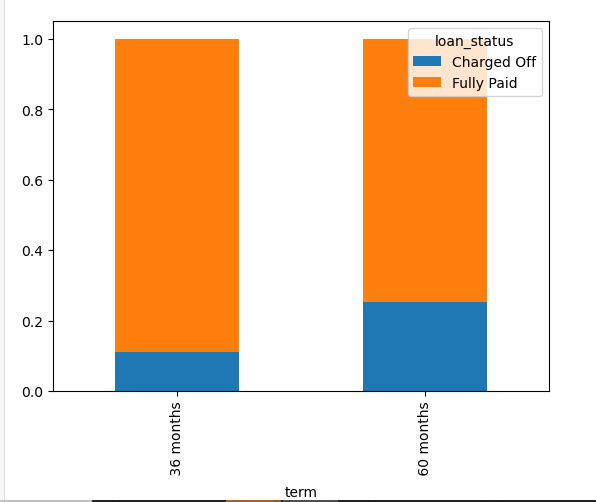 loan_status
Charged Off
Fully Paid
1.0
0.8
0.6
0.4
0.2
0.0
36 months
60 months
term